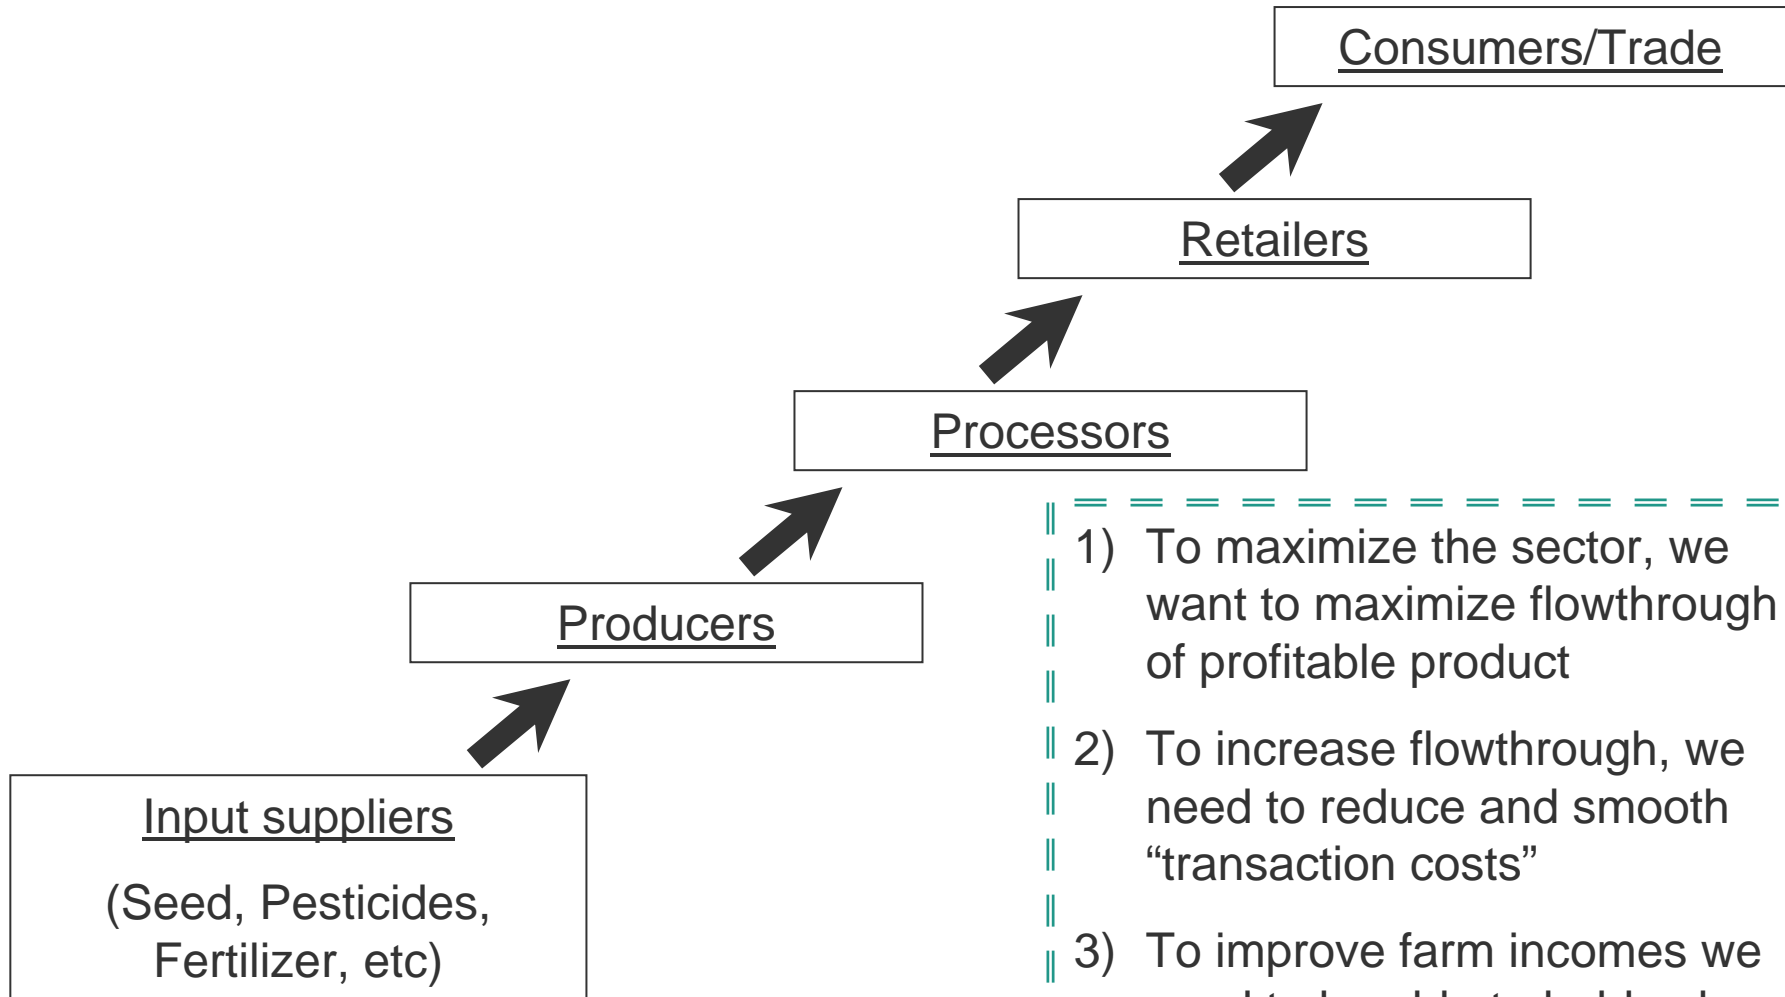 Consumers/Trade
Retailers
Processors
Producers
Input suppliers
(Seed, Pesticides,
Fertilizer, etc)
1) To maximize the sector, we
want to maximize flowthrough
of profitable product
2) To increase flowthrough, we
need to reduce and smooth
“transaction costs”
3) To improve farm incomes we